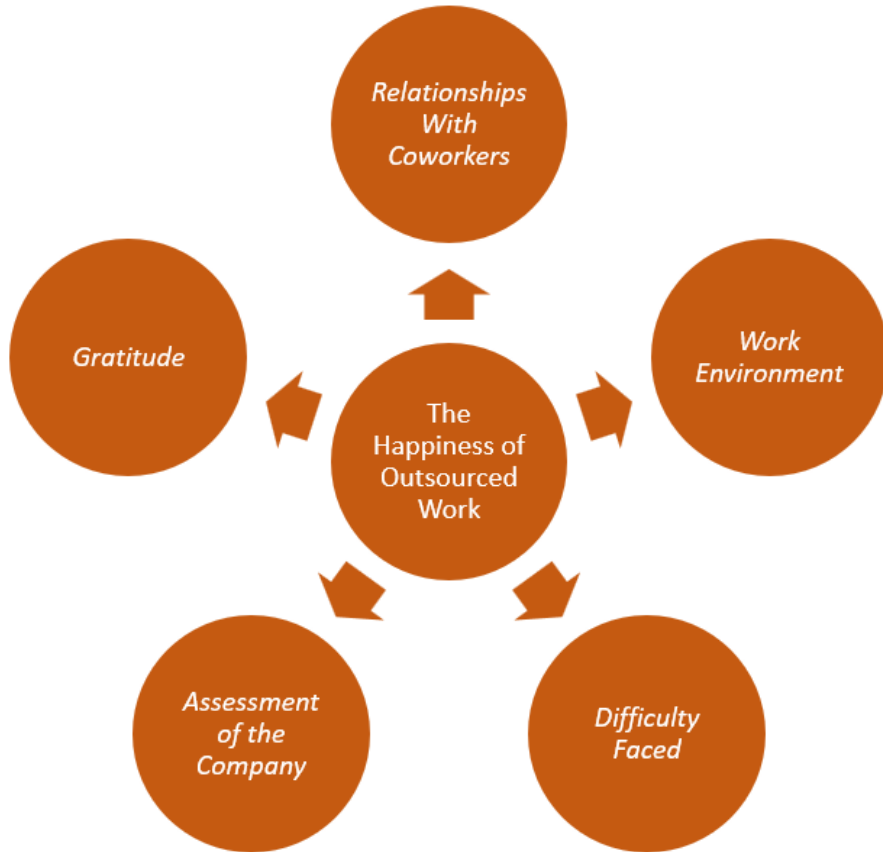 Relationships
With
Coworkers
Gratitude
Work
Environment
The
Happiness of
Outsourced
Work
Assessment
of the
Company
Difficulty
Faced